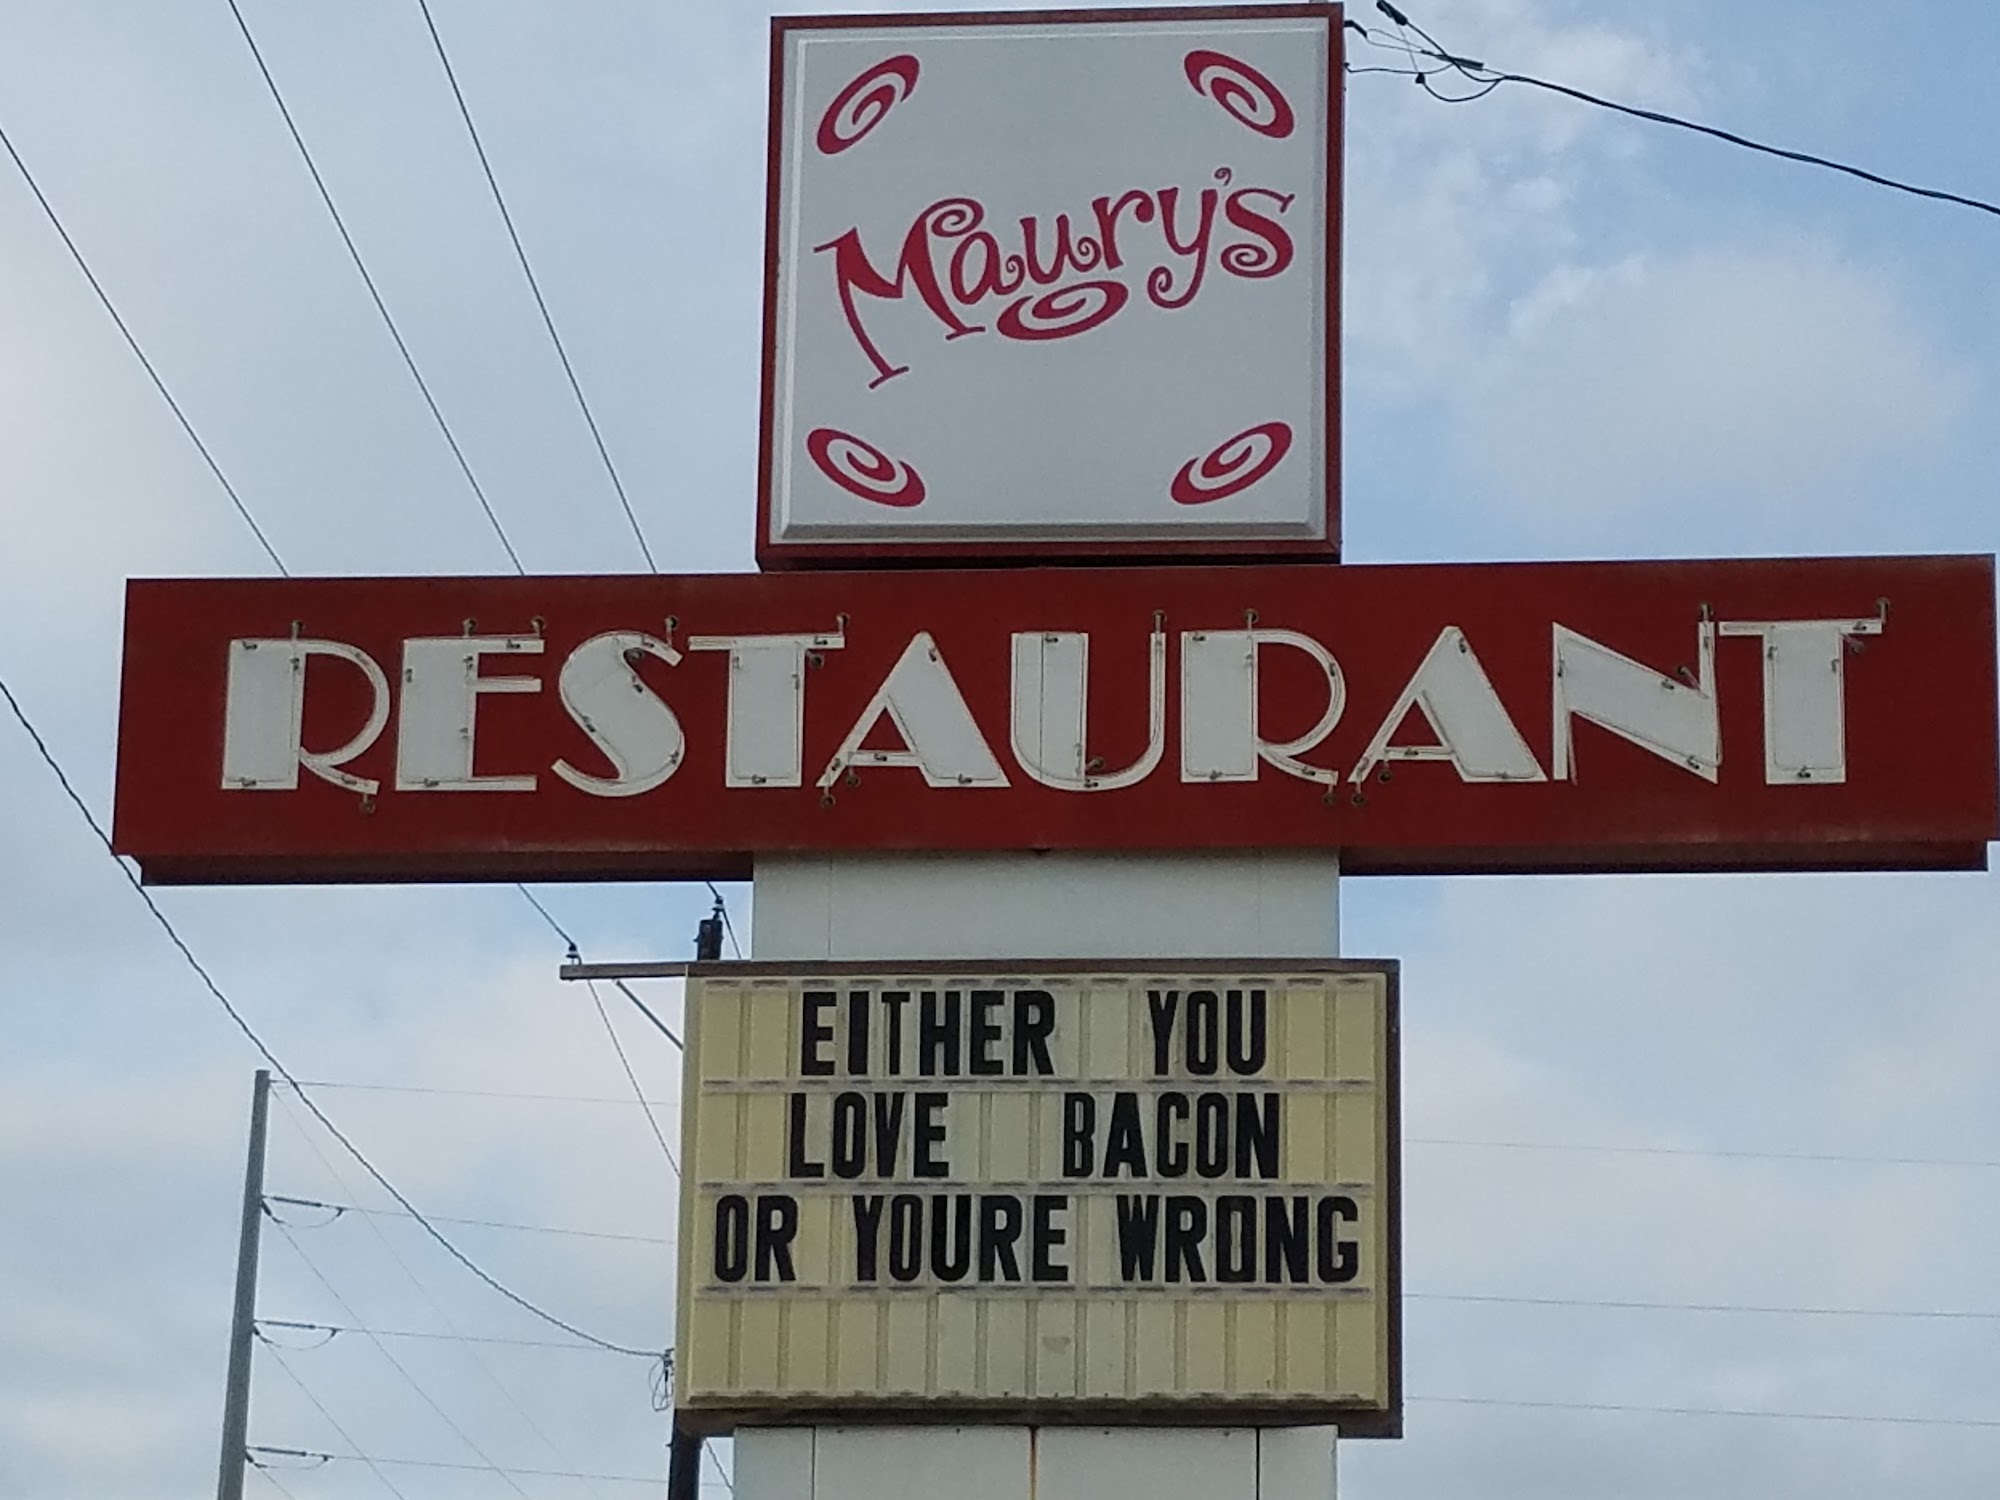 Maury's
RESTAURANT
EITHER YOU
LOVE BACON
OR YOURE WRONG